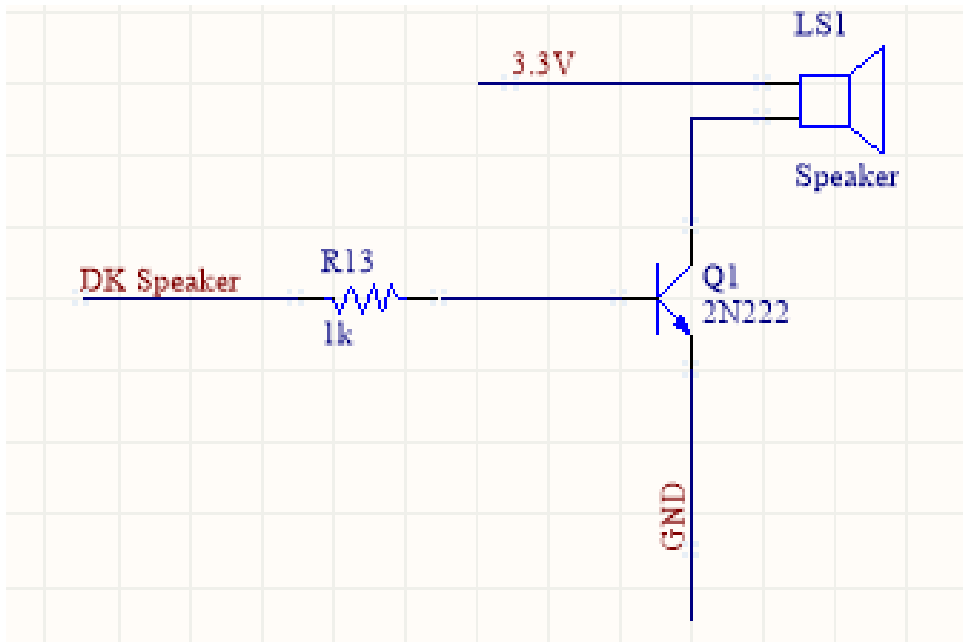 LS1
3.3V
Speaker
R13
DK Speaker
1k
Q1
2N222
GND